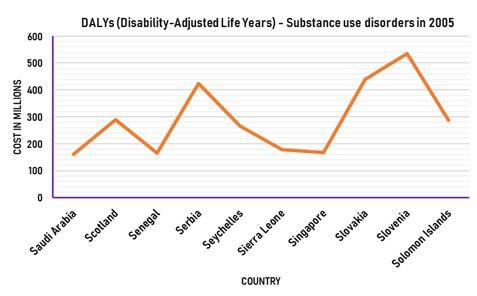 DALYs (Disability-Adjusted Life Years) - Substance use disorders in 2005
COST IN MILLIONS
600
500
400
300
200
100
0
Saudi Arabia
Scotland
Senegal
Serbia
Seychelles
Sierra Leone
Singapore
Slovakia
Slovenia
Solomon Islands
COUNTRY